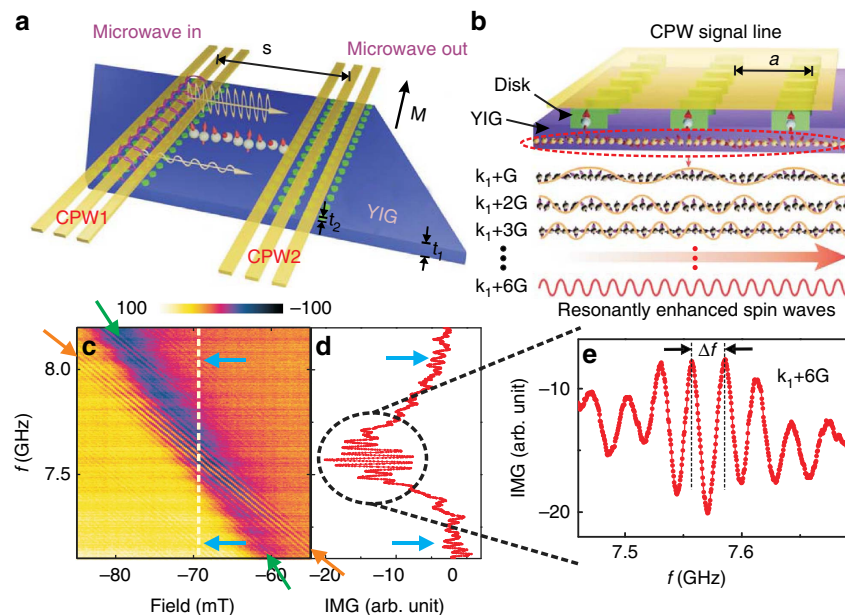 a
Microwave in
s
Microwave out
M
CPW1
CPW2
YIG
t2
t1
b
CPW signal line
a
Disk
YIG
k1+G
k1+2G
k1+3G
k1+6G
Resonantly enhanced spin waves
100
−100
c
d
e
f (GHz)
8.0
7.5
−80
−70
−60
Field (mT)
−20
0
IMG (arb. unit)
Δf
k1+6G
IMG (arb. unit)
−10
−20
7.5
7.6
f (GHz)